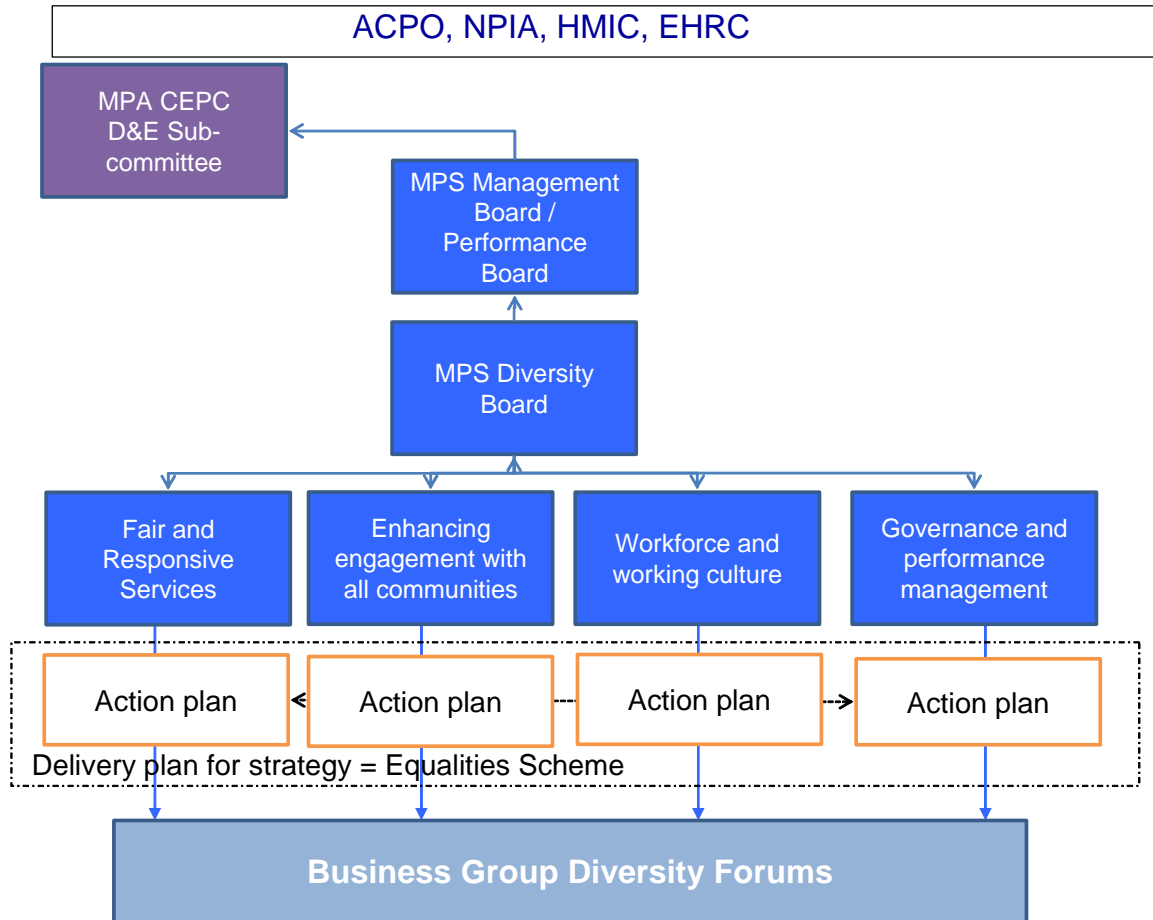 ACPO, NPIA, HMIC, EHRC
MPA CEPC
D&E Sub-
committee
MPS Management
Board /
Performance
Board
MPS Diversity
Board
Fair and
Responsive
Services
Enhancing
engagement with
all communities
Workforce and
working culture
Governance and
performance
management
Action plan
Action plan
Action plan
Action plan
Delivery plan for strategy = Equalities Scheme
Business Group Diversity Forums